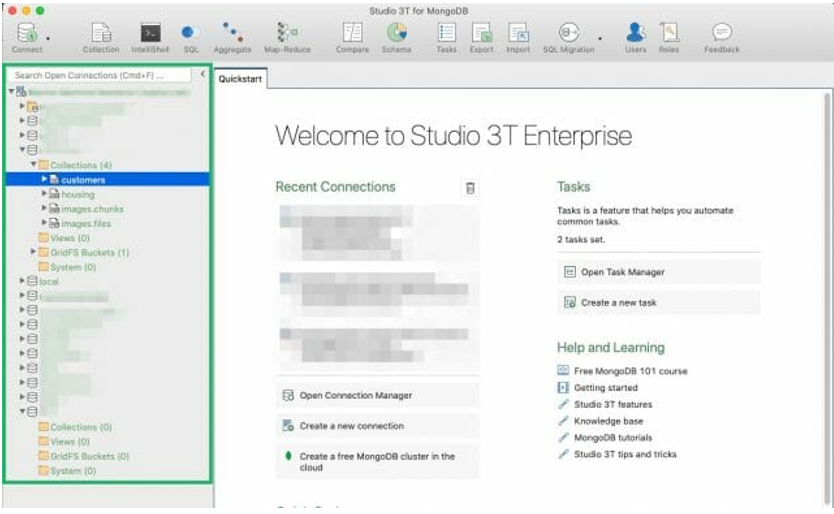 Studio 3T for MongoDB
Connect
Collection
IntelliShell
SQL
Aggregate
Map-Reduce
Compare
Schema
Tasks
Export
Import
SQL Migration
Users
Roles
Feedback
Search Open Connections (Cmd+F) ...
Quickstart
Collections (4)
customers
housing
images.chunks
images.files
Views (0)
GridFS Buckets (1)
System (0)
local
Collections (0)
Views (0)
GridFS Buckets (0)
System (0)
Welcome to Studio 3T Enterprise
Recent Connections
Open Connection Manager
Create a new connection
Create a free MongoDB cluster in the
cloud
Tasks
Tasks is a feature that helps you automate
common tasks.
2 tasks set.
Open Task Manager
Create a new task
Help and Learning
Free MongoDB 101 course
Getting started
Studio 3T features
Knowledge base
MongoDB tutorials
Studio 3T tips and tricks